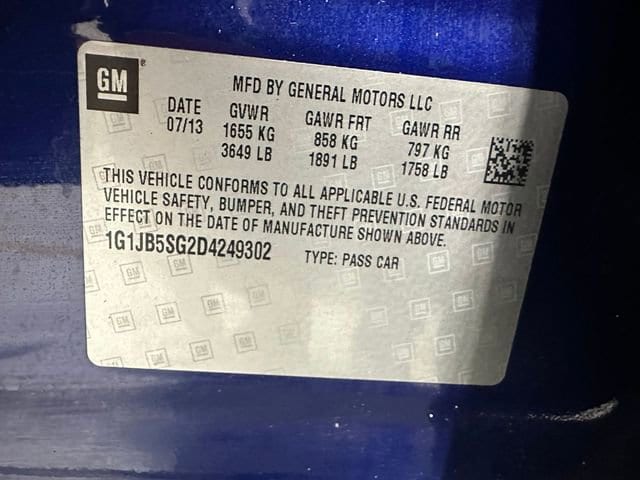 GM
MFD BY GENERAL MOTORS LLC
DATE GVWR GAWR FRT GAWR RR
07/13 1655 KG 858 KG 797 KG
3649 LB 1891 LB 1758 LB
THIS VEHICLE CONFORMS TO ALL APPLICABLE U.S. FEDERAL MOTOR
VEHICLE SAFETY, BUMPER, AND THEFT PREVENTION STANDARDS IN
EFFECT ON THE DATE OF MANUFACTURE SHOWN ABOVE.
1G1JB5SG2D4249302 TYPE: PASS CAR